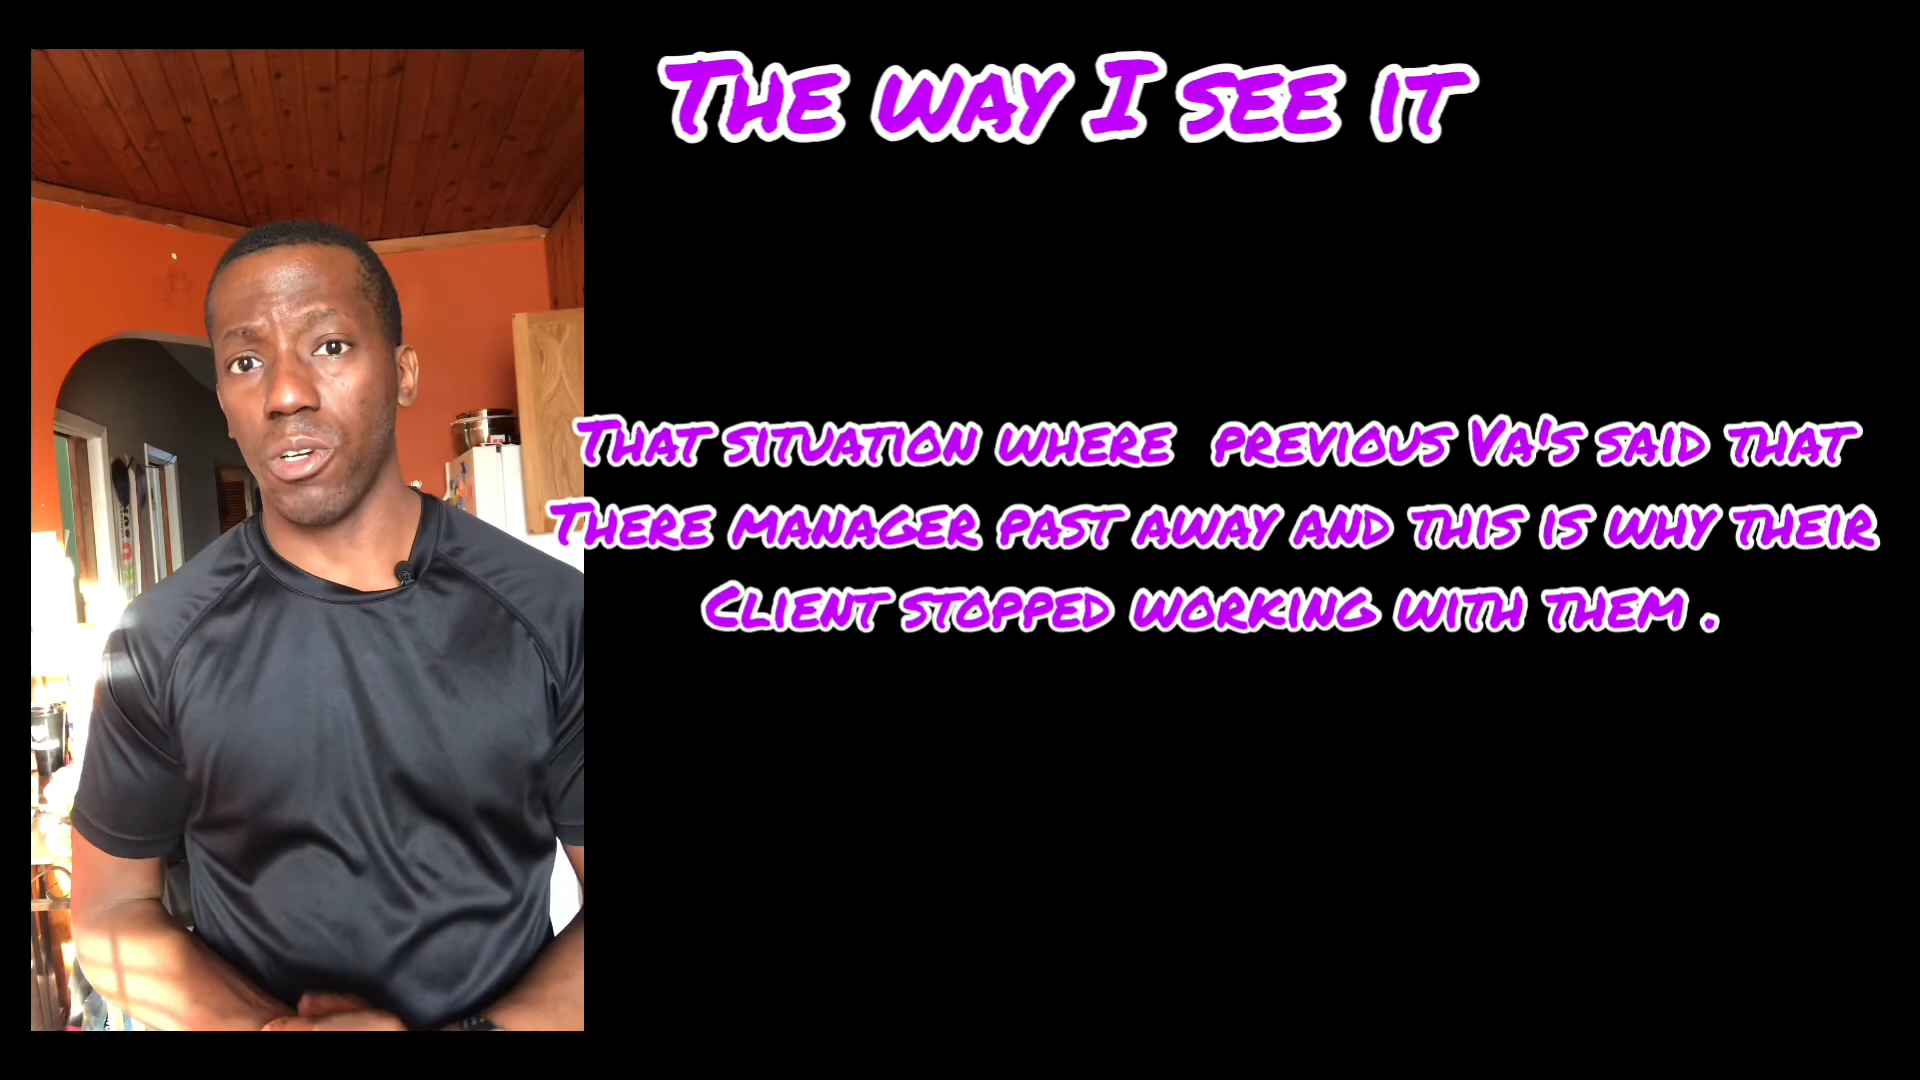 The way I see it
That situation where previous Va's said that
There manager past away and this is why their
Client stopped working with them .